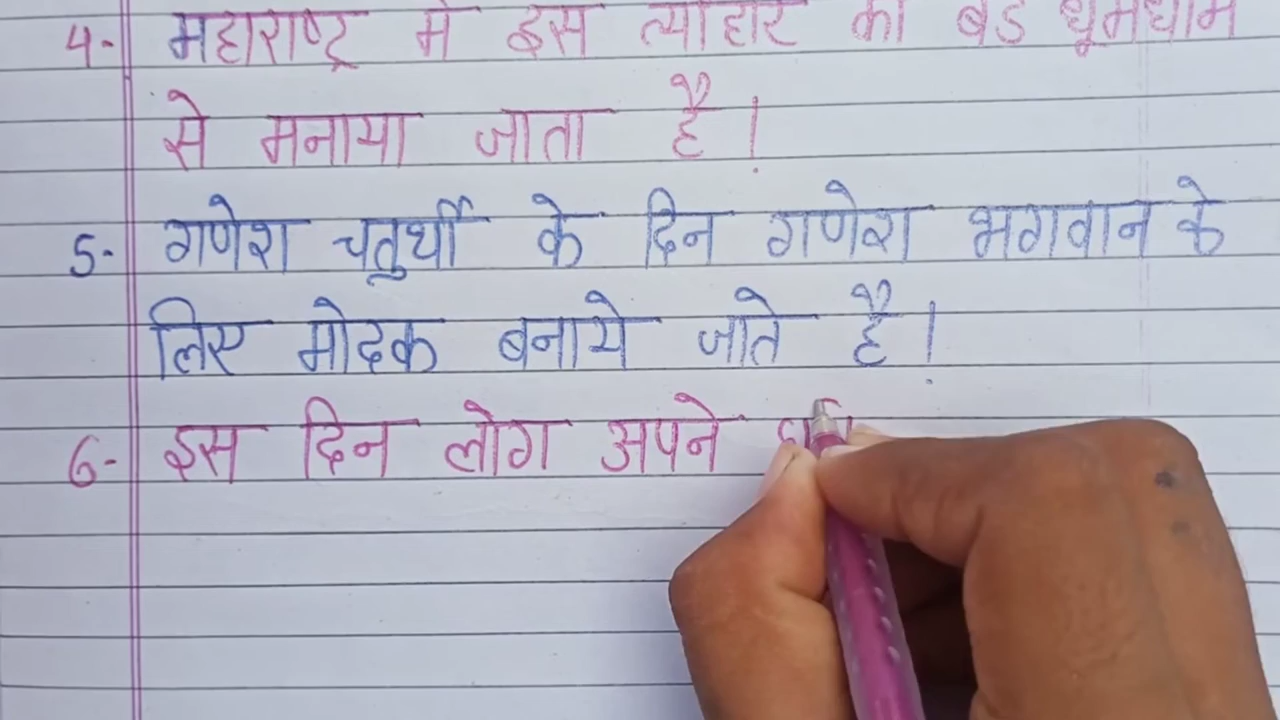 4- महाराष्ट्र मे इस त्योहार को बडे धूमधाम
से मनाया जाता है।
5- गणेश चतुर्थी के दिन गणेश भगवान के
लिए मोदक बनाये जाते है।
6- इस दिन लोग अपने